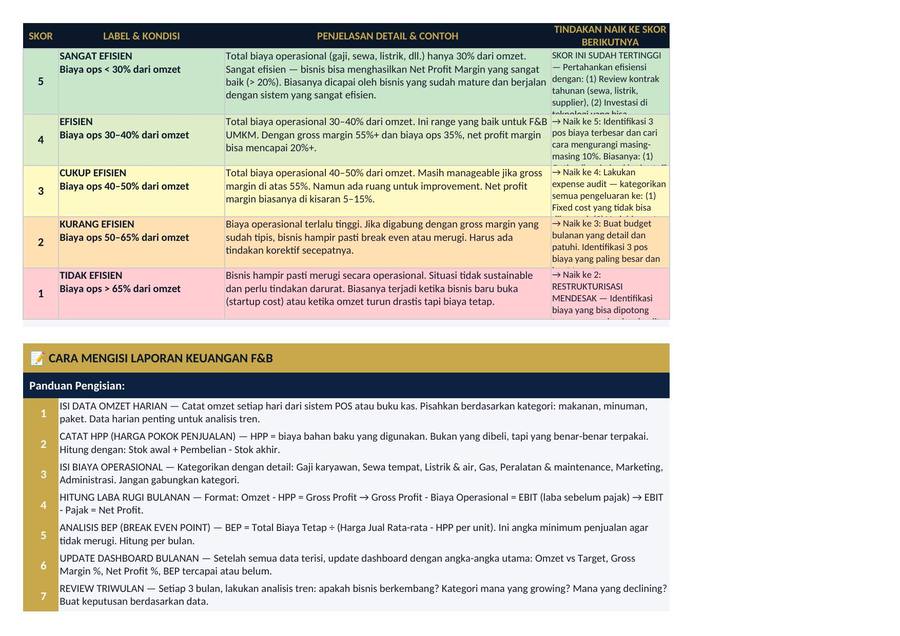 SKOR
LABEL & KONDISI
PENJELASAN DETAIL & CONTOH
TINDAKAN NAIK KE SKOR
BERIKUTNYA
5
SANGAT EFISIEN
Biaya ops < 30% dari omzet
Total biaya operasional (gaji, sewa, listrik, dll.) hanya 30% dari omzet.
Sangat efisien — bisnis bisa menghasilkan Net Profit Margin yang sangat
baik (> 20%). Biasanya dicapai oleh bisnis yang sudah mature dan berjalan
dengan sistem yang sangat efisien.
SKOR INI SUDAH TERTINGGI
— Pertahankan efisiensi
dengan: (1) Review kontrak
tahunan (sewa, listrik,
supplier), (2) Investasi di
4
EFISIEN
Biaya ops 30–40% dari omzet
Total biaya operasional 30–40% dari omzet. Ini range yang baik untuk F&B
UMKM. Dengan gross margin 55%+ dan biaya ops 35%, net profit margin
bisa mencapai 20%+.
→ Naik ke 5: Identifikasi 3
pos biaya terbesar dan cari
cara mengurangi masing-
masing 10%. Biasanya: (1)
3
CUKUP EFISIEN
Biaya ops 40–50% dari omzet
Total biaya operasional 40–50% dari omzet. Masih manageable jika gross
margin di atas 55%. Namun ada ruang untuk improvement. Net profit
margin biasanya di kisaran 5–15%.
→ Naik ke 4: Lakukan
expense audit — kategorikan
semua pengeluaran ke: (1)
Fixed cost yang tidak bisa
2
KURANG EFISIEN
Biaya ops 50–65% dari omzet
Biaya operasional terlalu tinggi. Jika digabung dengan gross margin yang
sudah tipis, bisnis hampir pasti break even atau merugi. Harus ada
tindakan korektif secepatnya.
→ Naik ke 3: Buat budget
bulanan yang detail dan
patuhi. Identifikasi 3 pos
biaya yang paling besar dan
1
TIDAK EFISIEN
Biaya ops > 65% dari omzet
Bisnis hampir pasti merugi secara operasional. Situasi tidak sustainable
dan perlu tindakan darurat. Biasanya terjadi ketika bisnis baru buka
(startup cost) atau ketika omzet turun drastis tapi biaya tetap.
→ Naik ke 2:
RESTRUKTURISASI
MENDESAK — Identifikasi
biaya yang bisa dipotong
📝 CARA MENGISI LAPORAN KEUANGAN F&B
Panduan Pengisian:
1
ISI DATA OMZET HARIAN — Catat omzet setiap hari dari sistem POS atau buku kas. Pisahkan berdasarkan kategori: makanan, minuman,
paket. Data harian penting untuk analisis tren.
2
CATAT HPP (HARGA POKOK PENJUALAN) — HPP = biaya bahan baku yang digunakan. Bukan yang dibeli, tapi yang benar-benar terpakai.
Hitung dengan: Stok awal + Pembelian - Stok akhir.
3
ISI BIAYA OPERASIONAL — Kategorikan dengan detail: Gaji karyawan, Sewa tempat, Listrik & air, Gas, Peralatan & maintenance, Marketing,
Administrasi. Jangan gabungkan kategori.
4
HITUNG LABA RUGI BULANAN — Format: Omzet - HPP = Gross Profit → Gross Profit - Biaya Operasional = EBIT (laba sebelum pajak) → EBIT
- Pajak = Net Profit.
5
ANALISIS BEP (BREAK EVEN POINT) — BEP = Total Biaya Tetap ÷ (Harga Jual Rata-rata - HPP per unit). Ini angka minimum penjualan agar
tidak merugi. Hitung per bulan.
6
UPDATE DASHBOARD BULANAN — Setelah semua data terisi, update dashboard dengan angka-angka utama: Omzet vs Target, Gross
Margin %, Net Profit %, BEP tercapai atau belum.
7
REVIEW TRIWULAN — Setiap 3 bulan, lakukan analisis tren: apakah bisnis berkembang? Kategori mana yang growing? Mana yang declining?
Buat keputusan berdasarkan data.